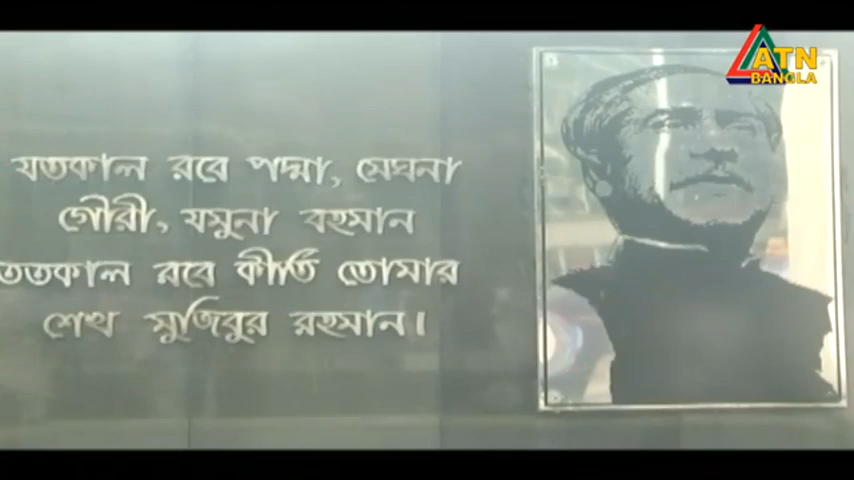 ATN
BANGLA
যতকাল রবে পদ্মা, মেঘনা
গৌরী, যমুনা বহমান
ততকাল রবে কীর্তি তোমার
শেখ মুজিবুর রহমান।